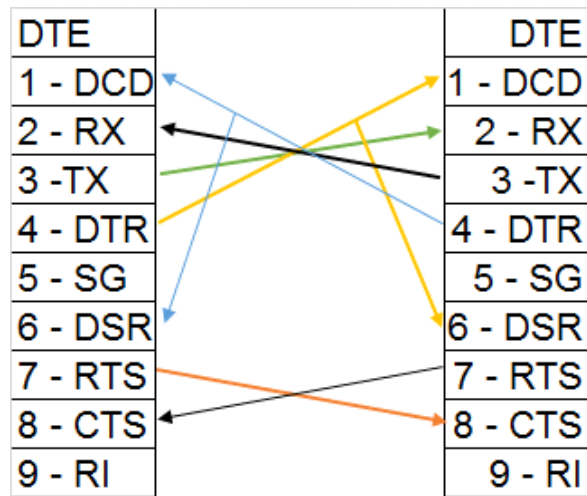 DTE DTE
1 - DCD 1 - DCD
2 - RX 2 - RX
3 -TX 3 -TX
4 - DTR 4 - DTR
5 - SG 5 - SG
6 - DSR 6 - DSR
7 - RTS 7 - RTS
8 - CTS 8 - CTS
9 - RI 9 - RI